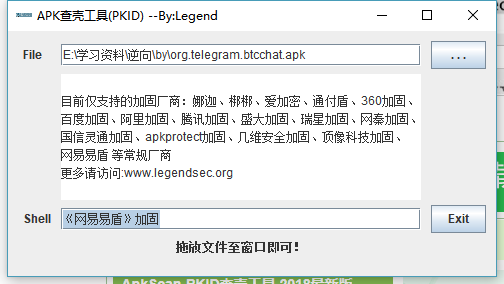 APK查壳工具(PKID) --By:Legend
File
E:\学习资料\逆向\by\org.telegram.btcchat.apk
...
目前仅支持的加固厂商：娜迦、梆梆、爱加密、通付盾、360加固、
百度加固、阿里加固、腾讯加固、盛大加固、瑞星加固、网秦加固、
国信灵通加固、apkprotect加固、几维安全加固、顶像科技加固、
网易易盾 等常规厂商
更多请访问:www.legendsec.org
Shell
《网易易盾》加固
Exit
拖放文件至窗口即可!
ApkScan PKID查壳工具 2018最新版